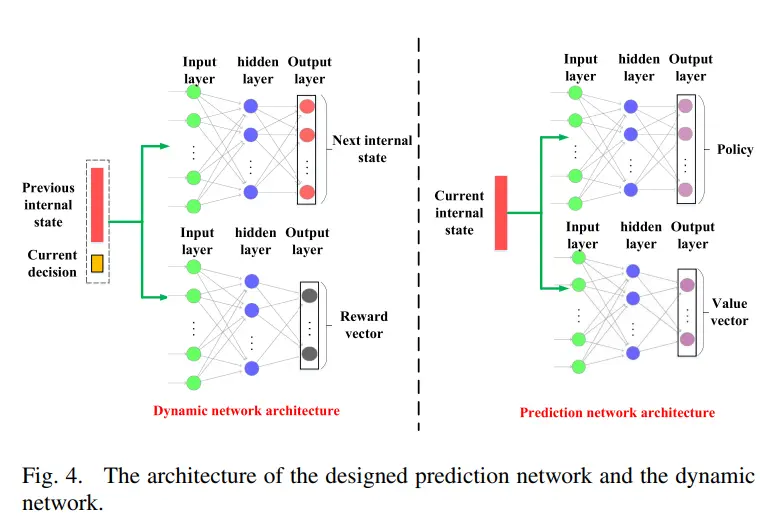 Input
layer
hidden
layer
Output
layer
Next internal
state
Previous
internal
state
Current
decision
Input
layer
hidden
layer
Output
layer
Reward
vector
Dynamic network architecture
Input
layer
hidden
layer
Output
layer
Policy
Current
internal
state
Input
layer
hidden
layer
Output
layer
Value
vector
Prediction network architecture
Fig. 4. The architecture of the designed prediction network and the dynamic
network.